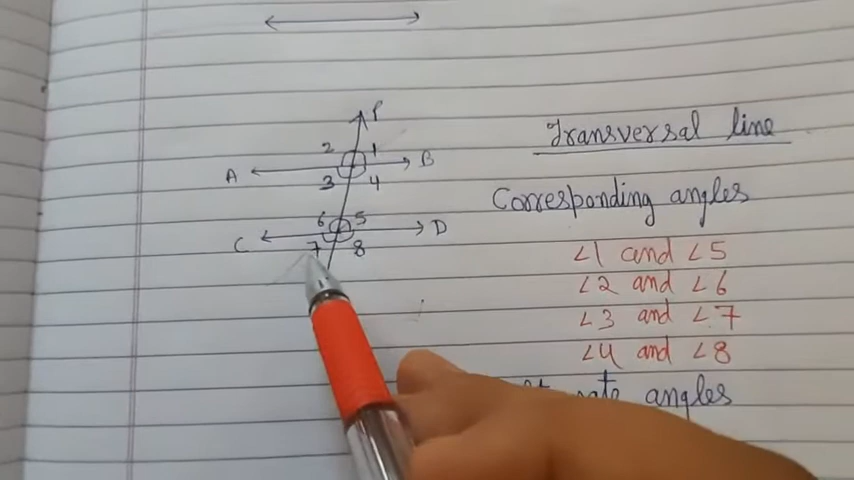 P
2 1
A B
3 4
6 5
C D
7 8
Transversal line
Corresponding angles
∠1 and ∠5
∠2 and ∠6
∠3 and ∠7
∠4 and ∠8
angles